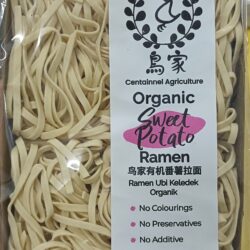 鳥家
Centainnel Agriculture
Organic
Sweet
Potato
Ramen
鸟家有机番薯拉面
Ramen Ubi Keledek
Organik
• No Colourings
• No Preservatives
• No Additive